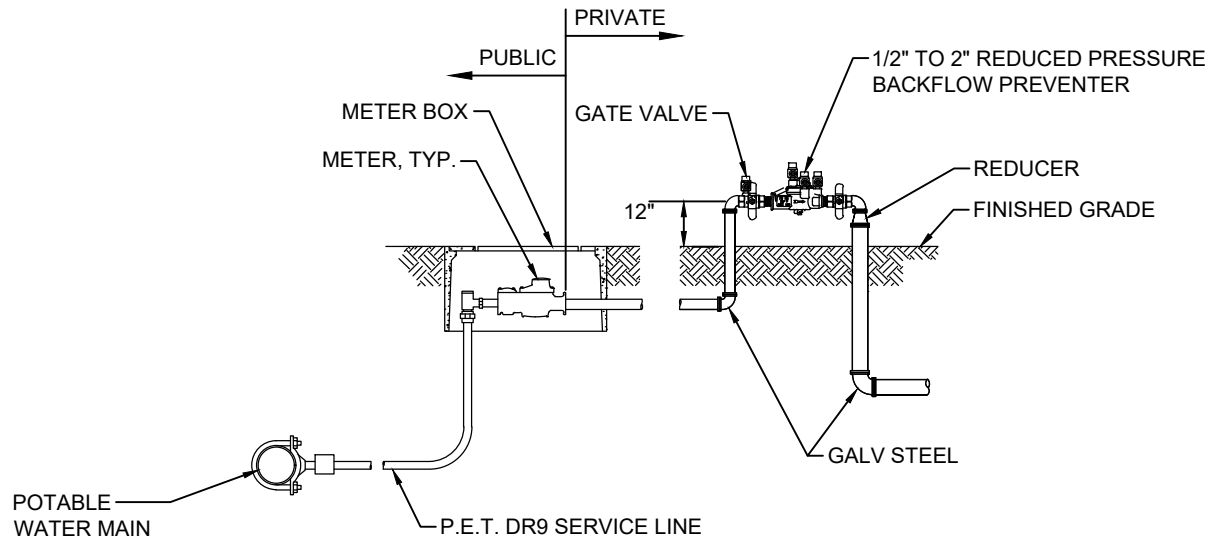 PRIVATE
PUBLIC
1/2" TO 2" REDUCED PRESSURE
BACKFLOW PREVENTER
METER BOX
GATE VALVE
METER, TYP.
REDUCER
12"
FINISHED GRADE
GALV STEEL
POTABLE
WATER MAIN
P.E.T. DR9 SERVICE LINE